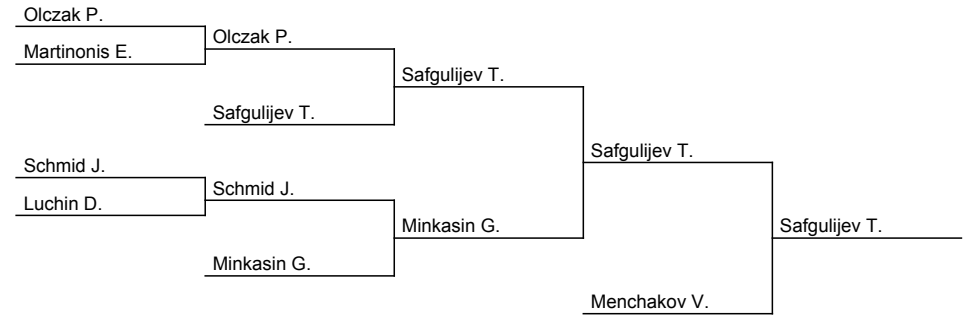 Olczak P.
Martinonis E.
Olczak P.
Safgulijev T.
Safgulijev T.
Schmid J.
Luchin D.
Schmid J.
Minkasin G.
Minkasin G.
Safgulijev T.
Menchakov V.
Safgulijev T.